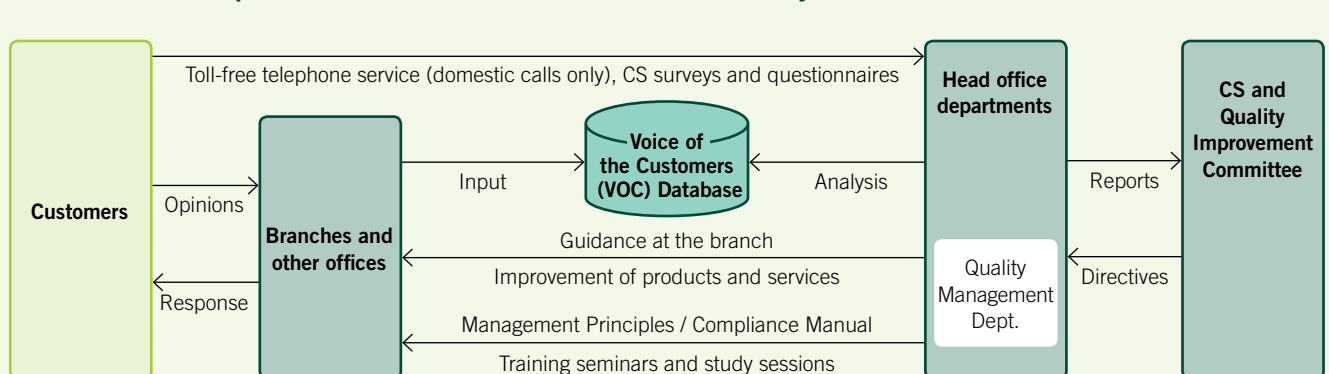 Toll-free telephone service (domestic calls only), CS surveys and questionnaires
Customers
Opinions
Response
Branches and
other offices
Input
Voice of
the Customers
(VOC) Database
Analysis
Guidance at the branch
Improvement of products and services
Management Principles / Compliance Manual
Training seminars and study sessions
Head office
departments
Quality
Management
Dept.
Reports
Directives
CS and
Quality
Improvement
Committee